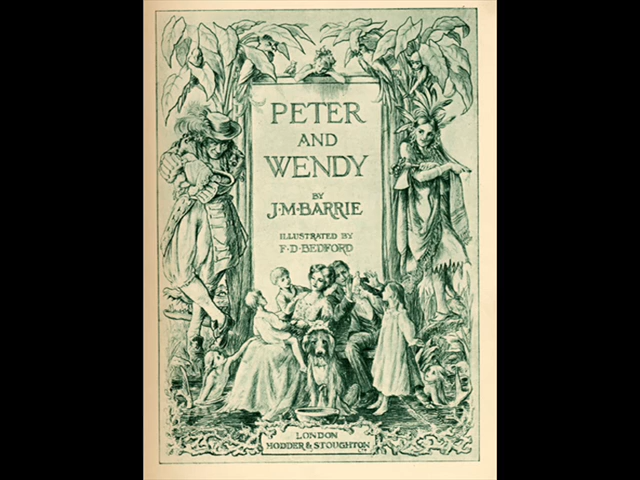 PETER
AND
WENDY
BY
J·M·BARRIE
ILLUSTRATED BY
F·D·BEDFORD
LONDON
HODDER & STOUGHTON